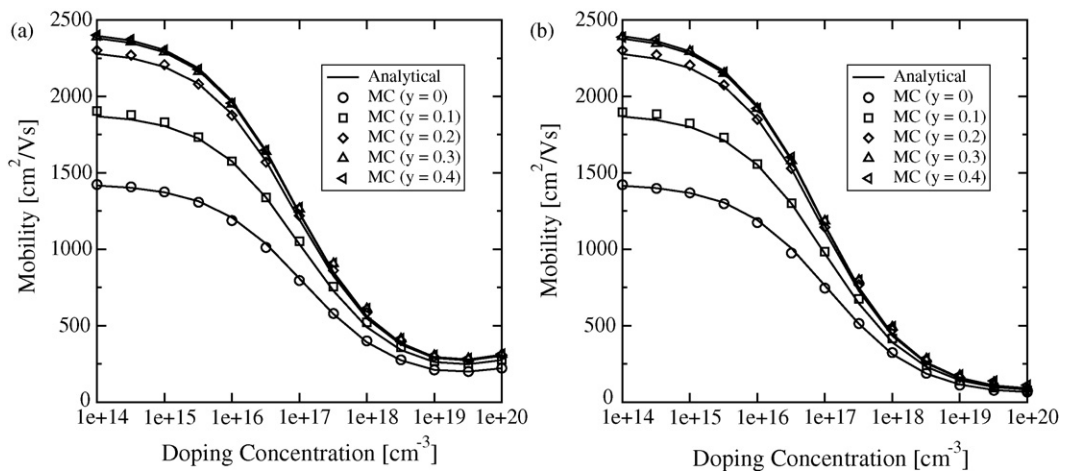 (a)
2500
2000
1500
1000
500
0
Mobility [cm²/Vs]
Analytical
MC (y = 0)
MC (y = 0.1)
MC (y = 0.2)
MC (y = 0.3)
MC (y = 0.4)
1e+14 1e+15 1e+16 1e+17 1e+18 1e+19 1e+20
Doping Concentration [cm⁻³]
(b)
2500
2000
1500
1000
500
0
Mobility [cm²/Vs]
Analytical
MC (y = 0)
MC (y = 0.1)
MC (y = 0.2)
MC (y = 0.3)
MC (y = 0.4)
1e+14 1e+15 1e+16 1e+17 1e+18 1e+19 1e+20
Doping Concentration [cm⁻³]